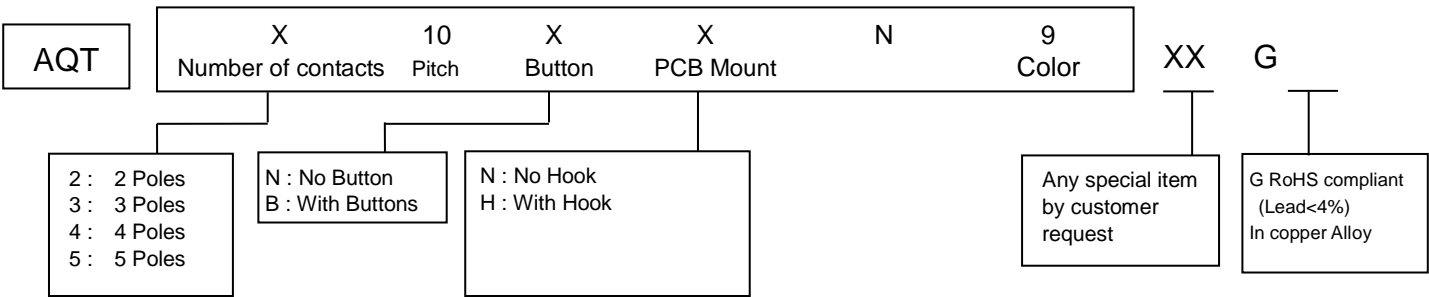 AQT
X 10 X X N 9
Number of contacts Pitch Button PCB Mount Color
XX G
2 : 2 Poles
3 : 3 Poles
4 : 4 Poles
5 : 5 Poles
N : No Button
B : With Buttons
N : No Hook
H : With Hook
Any special item
by customer
request
G RoHS compliant
(Lead<4%)
In copper Alloy